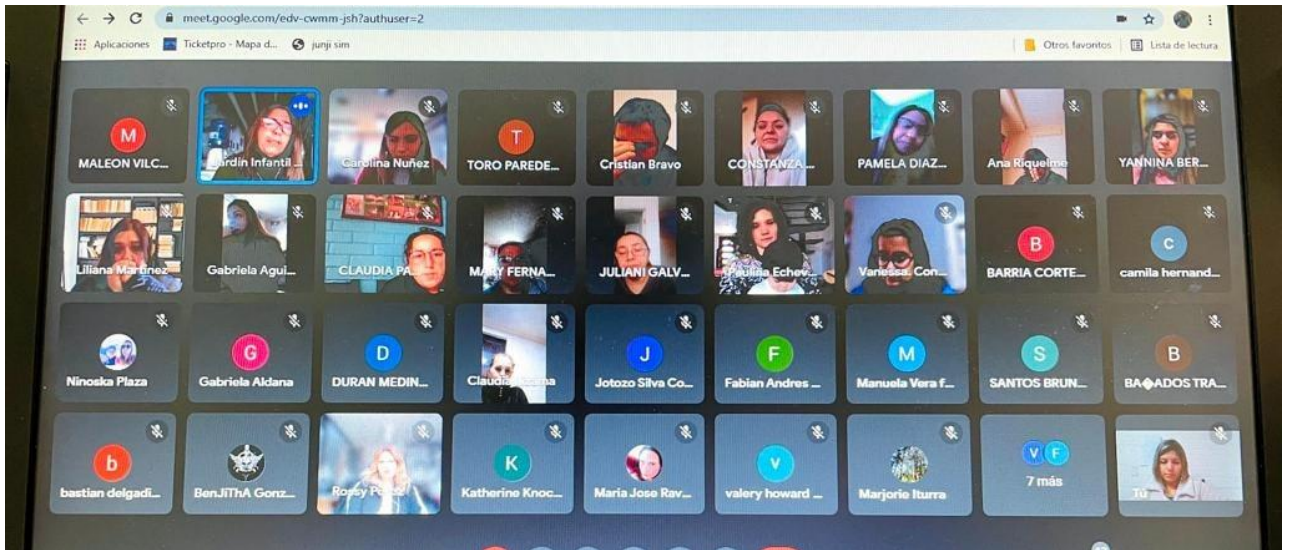 meet.google.com/edv-cwmm-jsh?authuser=2
Aplicaciones Ticketpro - Mapa d... junji sim Otros favoritos Lista de lectura
M T
MALEON VILC... Jardín Infantil ... Carolina Nuñez TORO PAREDE... Cristian Bravo CONSTANZA ... PAMELA DIAZ... Ana Riquelme YANNINA BER...
B C
Liliana Martinez Gabriela Agui... CLAUDIA PA... MARY FERNA... JULIANI GALV... Paulina Echev... Vanessa. Con... BARRIA CORTE... camila hernand...
G D J F M S B
Ninoska Plaza Gabriela Aldana DURAN MEDIN... Claudia Jotozo Silva Co... Fabian Andres ... Manuela Vera f... SANTOS BRUN... BA�ADOS TRA...
b K v V F
7 más
bastian delgadi... BenJiThA Gonz... Rossy Katherine Knoc... Maria Jose Rav... valery howard ... Marjorie Iturra Tú